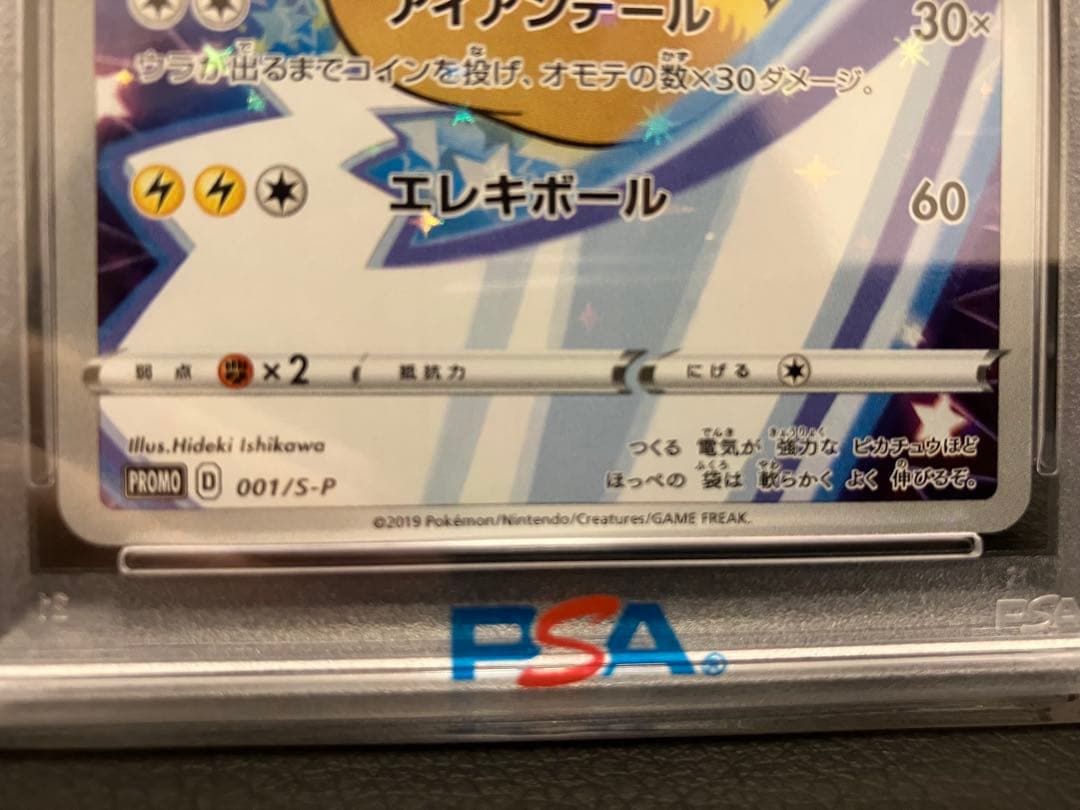 アイアンテール 30×
ウラが出るまでコインを投げ、オモテの数×30ダメージ。
エレキボール 60
弱点 ×2 抵抗力 にげる
Illus.Hideki Ishikawa
つくる 電気が 強力な ピカチュウほど
ほっぺの 袋は 軟らかく よく 伸びるぞ。
PROMO D 001/S-P
©2019 Pokémon/Nintendo/Creatures/GAME FREAK.
PSA®
PSA